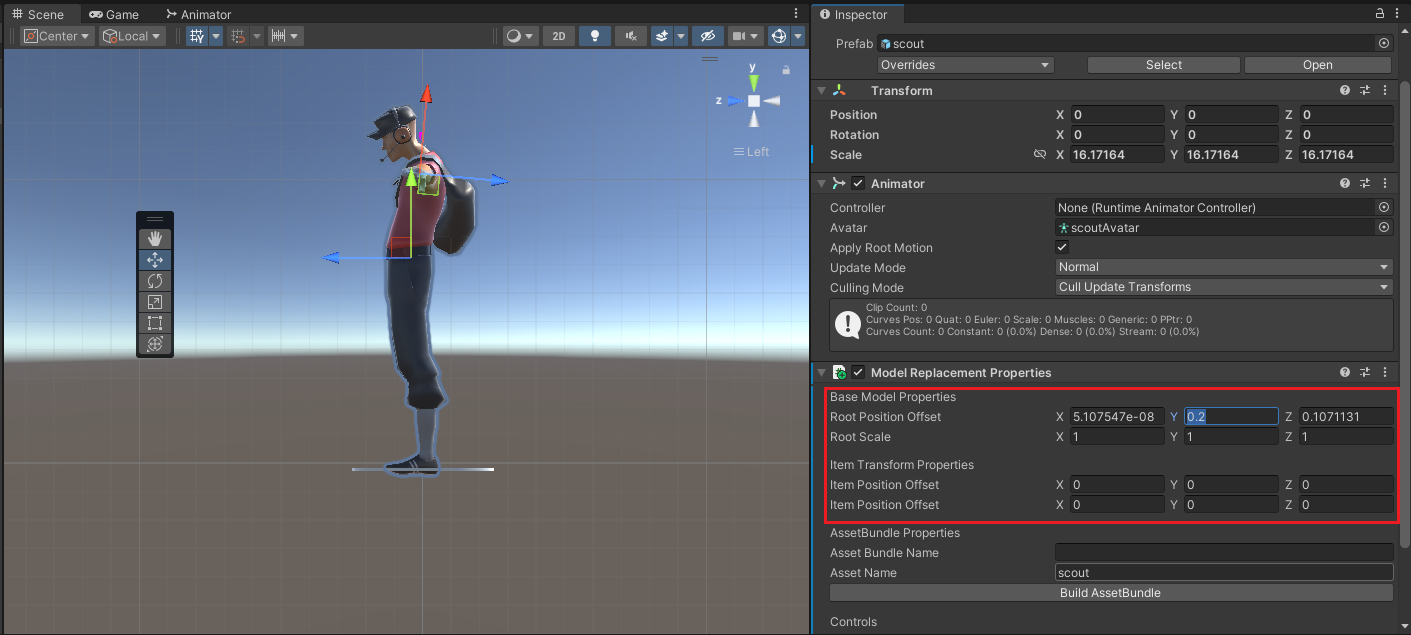 Scene Game Animator
Center Local 2D
y
z
Left
Inspector
Prefab scout
Overrides Select Open
Transform
Position X 0 Y 0 Z 0
Rotation X 0 Y 0 Z 0
Scale X 16.17164 Y 16.17164 Z 16.17164
Animator
Controller None (Runtime Animator Controller)
Avatar scoutAvatar
Apply Root Motion
Update Mode Normal
Culling Mode Cull Update Transforms
Clip Count: 0
Curves Pos: 0 Quat: 0 Euler: 0 Scale: 0 Muscles: 0 Generic: 0 PPtr: 0
Curves Count: 0 Constant: 0 (0.0%) Dense: 0 (0.0%) Stream: 0 (0.0%)
Model Replacement Properties
Base Model Properties
Root Position Offset X 5.107547e-08 Y 0.2 Z 0.1071131
Root Scale X 1 Y 1 Z 1
Item Transform Properties
Item Position Offset X 0 Y 0 Z 0
Item Position Offset X 0 Y 0 Z 0
AssetBundle Properties
Asset Bundle Name
Asset Name scout
Build AssetBundle
Controls